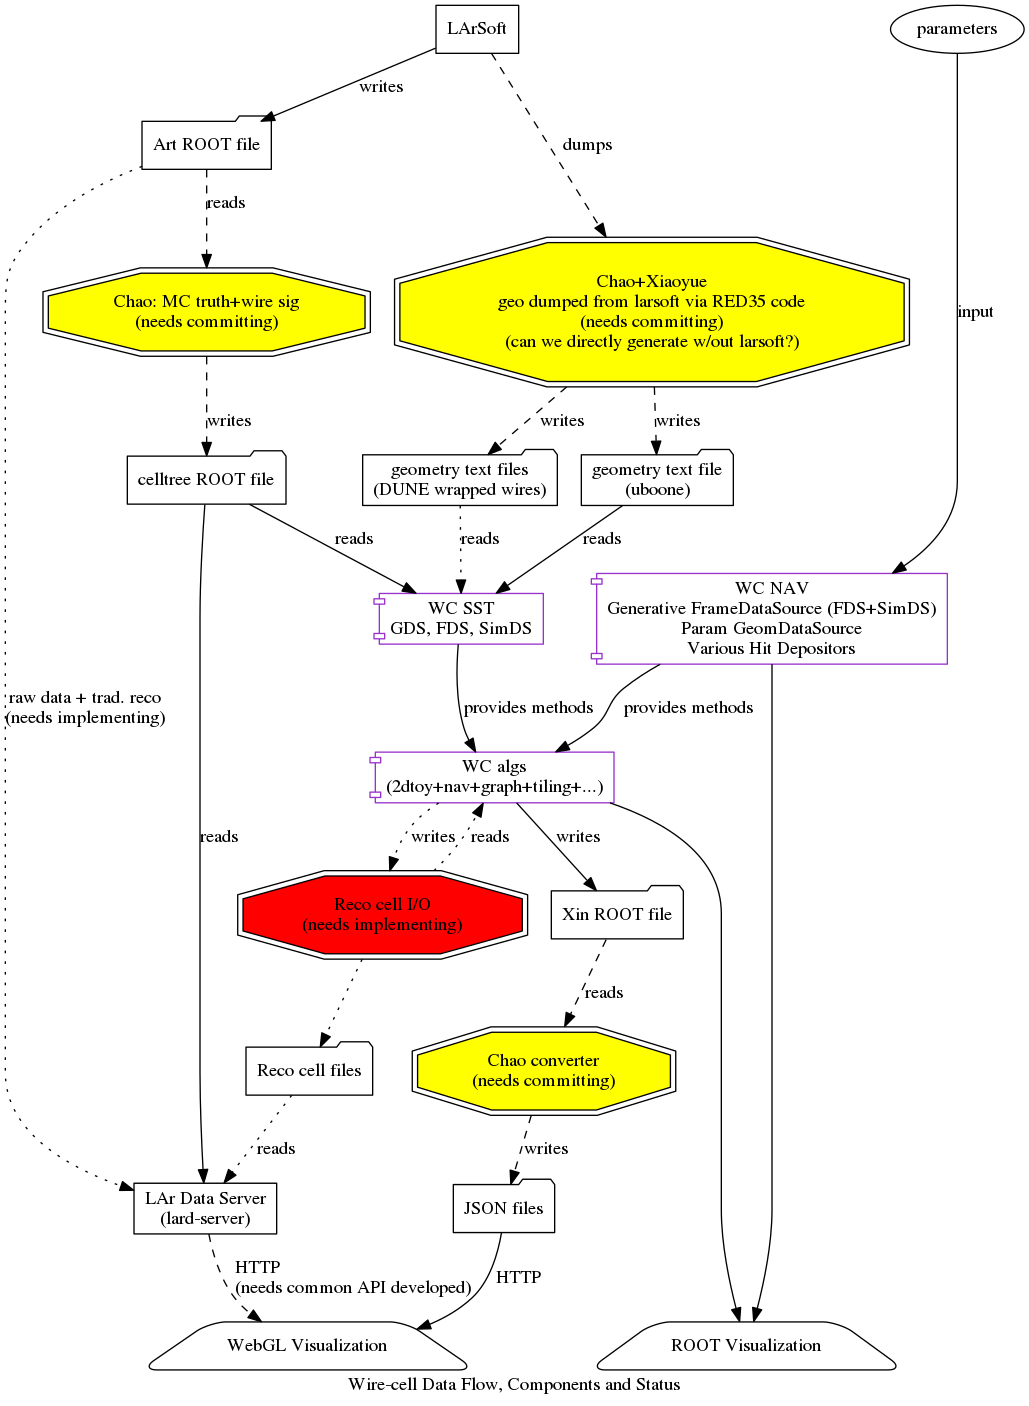 LArSoft
parameters
writes
Art ROOT file
dumps
reads
Chao: MC truth+wire sig
(needs committing)
Chao+Xiaoyue
geo dumped from larsoft via RED35 code
(needs committing)
(can we directly generate w/out larsoft?)
input
writes
writes
writes
celltree ROOT file
geometry text files
(DUNE wrapped wires)
geometry text file
(uboone)
reads
reads
reads
WC SST
GDS, FDS, SimDS
WC NAV
Generative FrameDataSource (FDS+SimDS)
Param GeomDataSource
Various Hit Depositors
raw data + trad. reco
(needs implementing)
provides methods
provides methods
WC algs
(2dtoy+nav+graph+tiling+...)
reads
writes
reads
writes
Reco cell I/O
(needs implementing)
Xin ROOT file
reads
Reco cell files
Chao converter
(needs committing)
reads
writes
LAr Data Server
(lard-server)
JSON files
HTTP
(needs common API developed)
HTTP
WebGL Visualization
ROOT Visualization
Wire-cell Data Flow, Components and Status